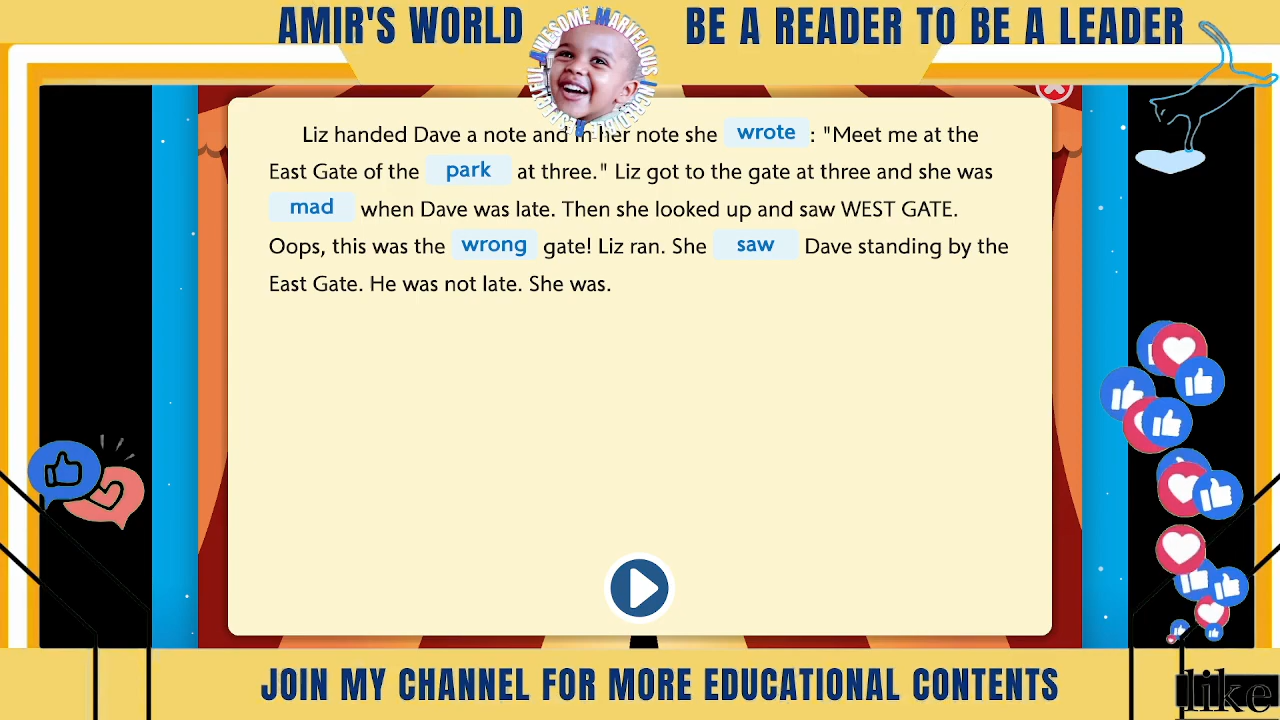 AMIR'S WORLD
BE A READER TO BE A LEADER
AWESOME MARVELOUS INCREDIBLE RESPECTFUL
Liz handed Dave a note and in her note she wrote : "Meet me at the
East Gate of the park at three." Liz got to the gate at three and she was
mad when Dave was late. Then she looked up and saw WEST GATE.
Oops, this was the wrong gate! Liz ran. She saw Dave standing by the
East Gate. He was not late. She was.
JOIN MY CHANNEL FOR MORE EDUCATIONAL CONTENTS
like